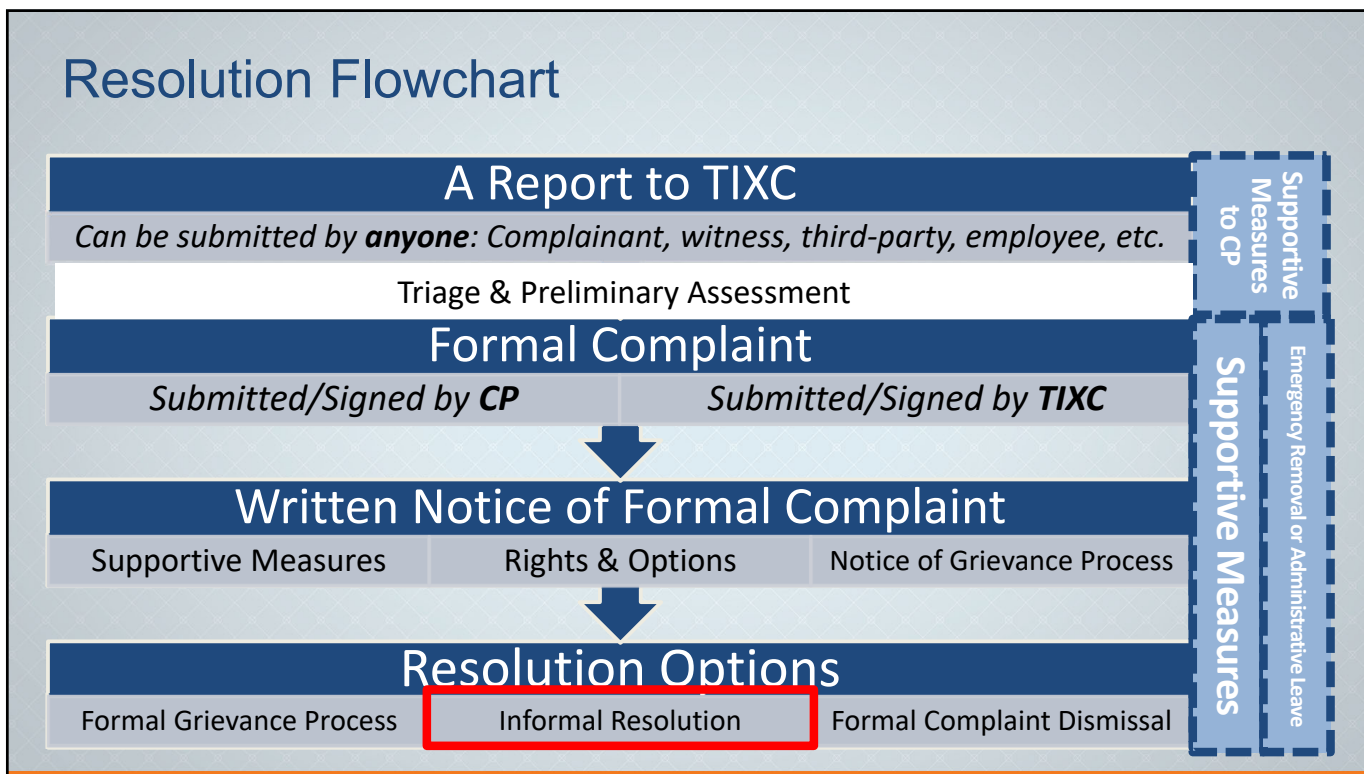 Resolution Flowchart
A Report to TIXC
Can be submitted by anyone: Complainant, witness, third-party, employee, etc.
Triage & Preliminary Assessment
Formal Complaint
Submitted/Signed by CP
Submitted/Signed by TIXC
Written Notice of Formal Complaint
Supportive Measures
Rights & Options
Notice of Grievance Process
Resolution Options
Formal Grievance Process
Informal Resolution
Formal Complaint Dismissal
Supportive
Measures
to CP
Supportive Measures
Emergency Removal or Administrative Leave